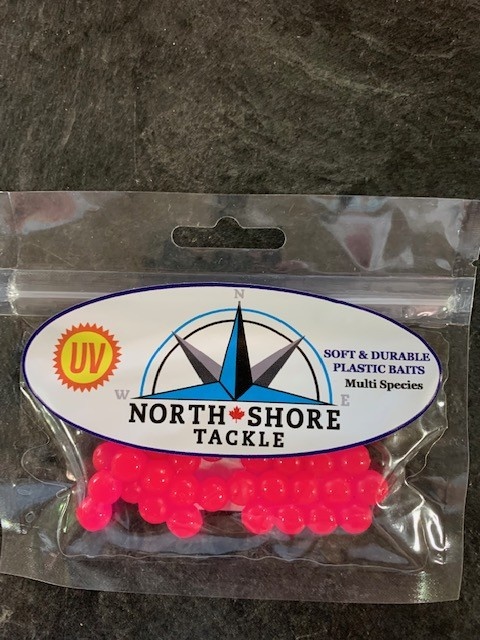 N
UV
SOFT & DURABLE
PLASTIC BAITS
Multi Species
W E
NORTH SHORE
TACKLE